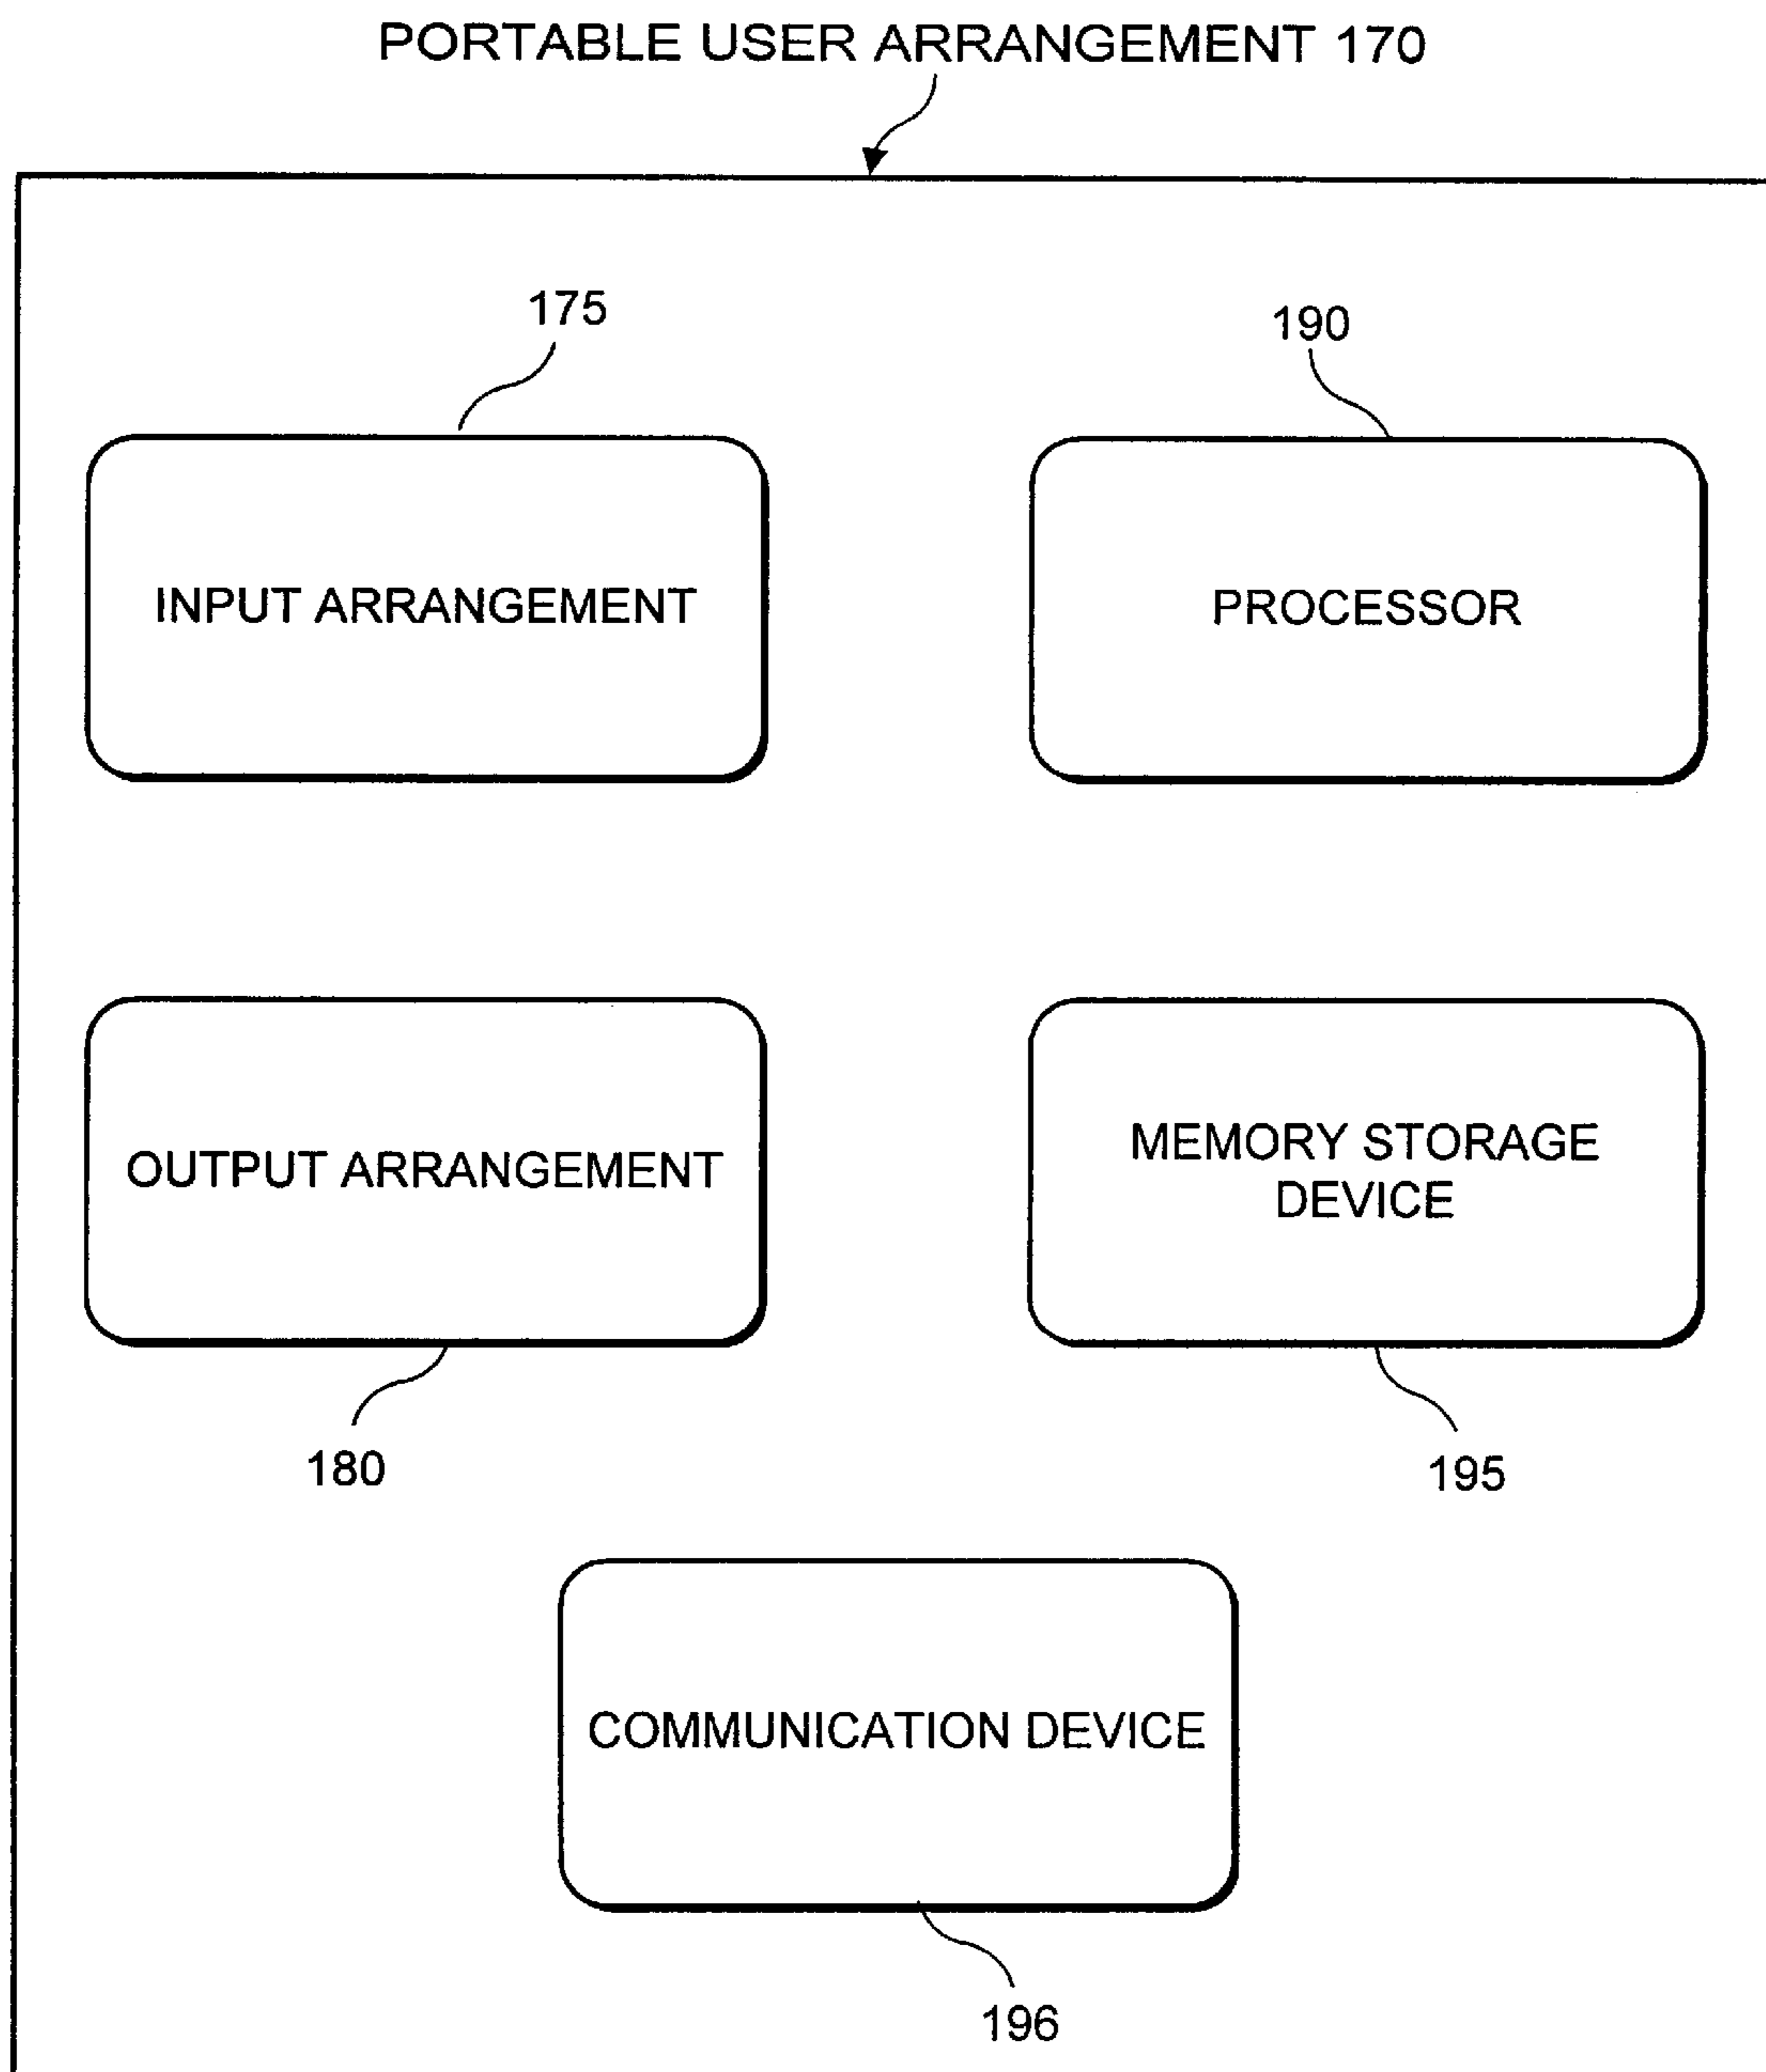 PORTABLE USER ARRANGEMENT 170
175
190
INPUT ARRANGEMENT
PROCESSOR
OUTPUT ARRANGEMENT
MEMORY STORAGE
DEVICE
180
195
COMMUNICATION DEVICE
196